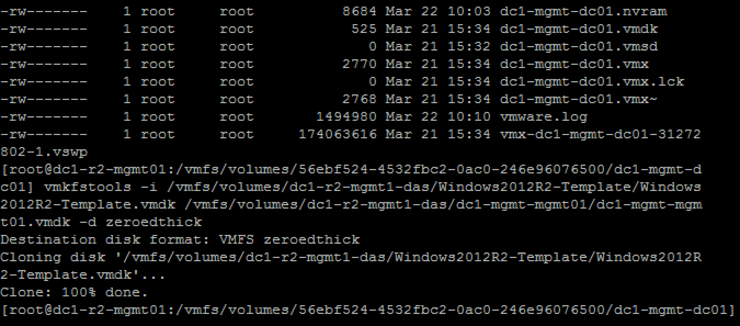 -rw------- 1 root root 8684 Mar 22 10:03 dc1-mgmt-dc01.nvram
-rw------- 1 root root 525 Mar 21 15:34 dc1-mgmt-dc01.vmdk
-rw------- 1 root root 0 Mar 21 15:32 dc1-mgmt-dc01.vmsd
-rw------- 1 root root 2770 Mar 21 15:34 dc1-mgmt-dc01.vmx
-rw------- 1 root root 0 Mar 21 15:34 dc1-mgmt-dc01.vmx.lck
-rw------- 1 root root 2768 Mar 21 15:34 dc1-mgmt-dc01.vmx~
-rw------- 1 root root 1494980 Mar 22 10:10 vmware.log
-rw------- 1 root root 174063616 Mar 21 15:34 vmx-dc1-mgmt-dc01-31272
802-1.vswp
[root@dc1-r2-mgmt01:/vmfs/volumes/56ebf524-4532fbc2-0ac0-246e96076500/dc1-mgmt-d
c01] vmkfstools -i /vmfs/volumes/dc1-r2-mgmt1-das/Windows2012R2-Template/Windows
2012R2-Template.vmdk /vmfs/volumes/dc1-r2-mgmt1-das/dc1-mgmt-mgmt01/dc1-mgmt-mgm
t01.vmdk -d zeroedthick
Destination disk format: VMFS zeroedthick
Cloning disk '/vmfs/volumes/dc1-r2-mgmt1-das/Windows2012R2-Template/Windows2012R
2-Template.vmdk'...
Clone: 100% done.
[root@dc1-r2-mgmt01:/vmfs/volumes/56ebf524-4532fbc2-0ac0-246e96076500/dc1-mgmt-dc01]